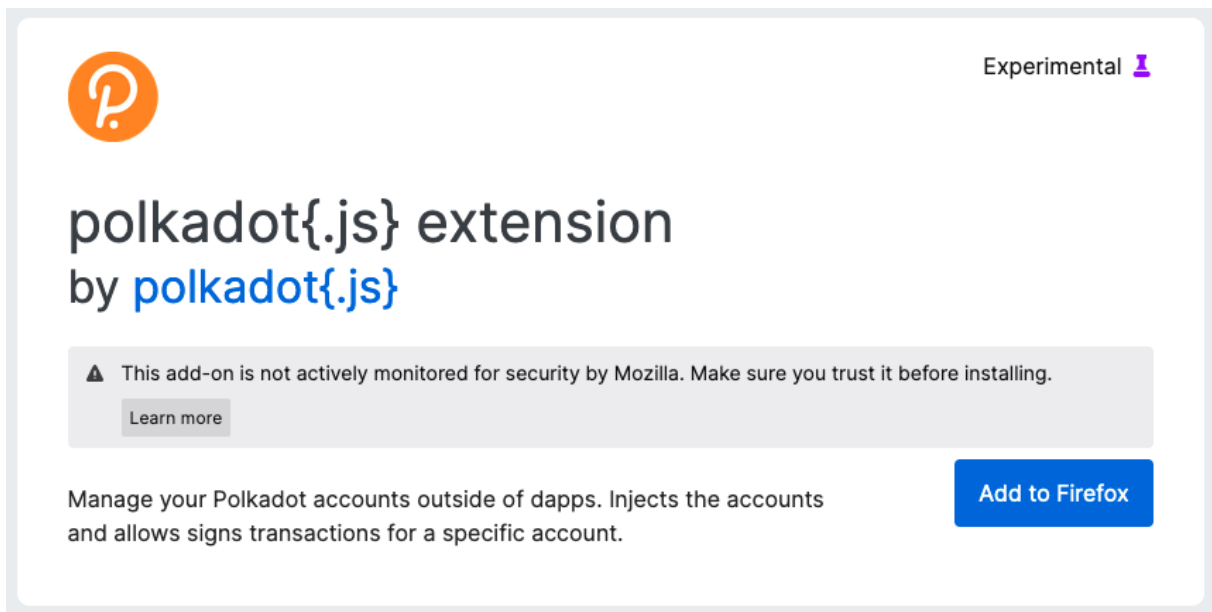 Experimental
polkadot{.js} extension
by polkadot{.js}
This add-on is not actively monitored for security by Mozilla. Make sure you trust it before installing.
Learn more
Manage your Polkadot accounts outside of dapps. Injects the accounts
and allows signs transactions for a specific account.
Add to Firefox